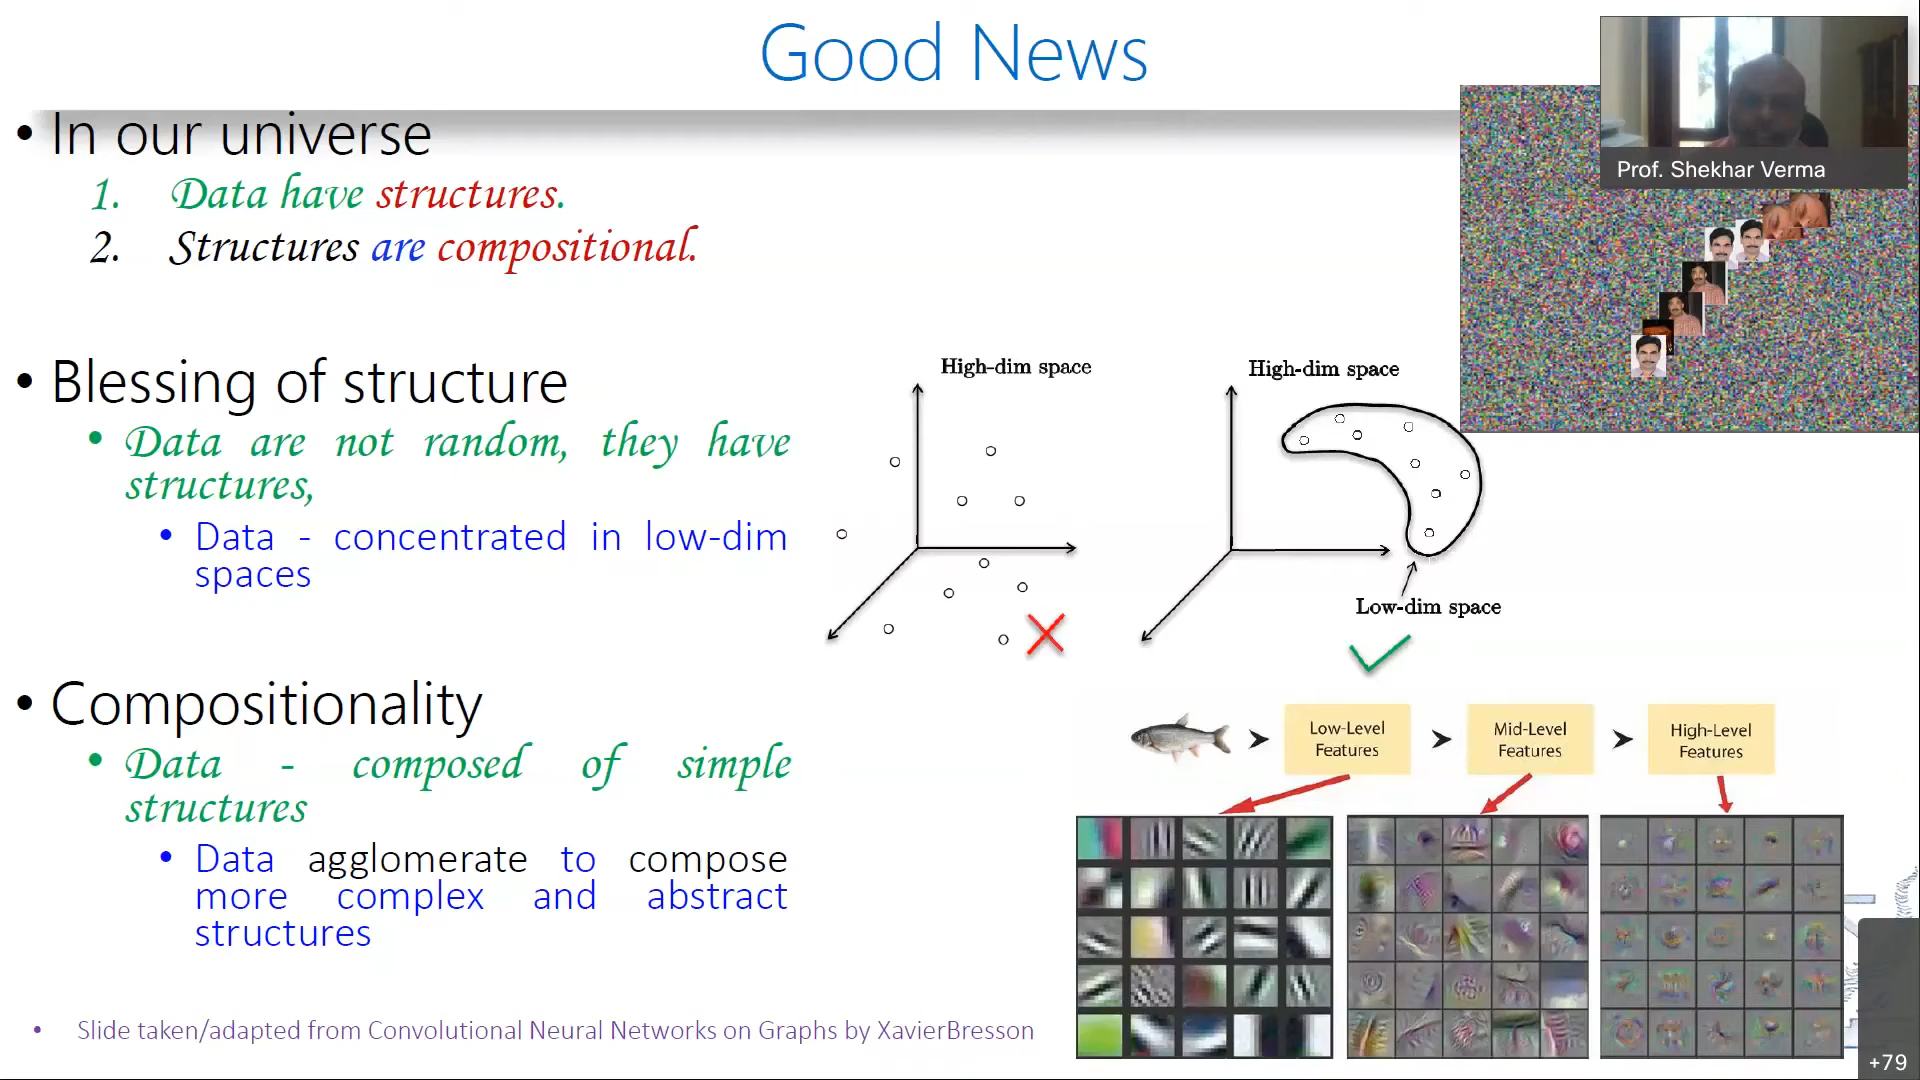 Good News
Prof. Shekhar Verma
• In our universe
1. Data have structures.
2. Structures are compositional.
• Blessing of structure
• Data are not random, they have
structures,
• Data - concentrated in low-dim
spaces
High-dim space
High-dim space
Low-dim space
• Compositionality
• Data - composed of simple
structures
• Data agglomerate to compose
more complex and abstract
structures
Low-Level
Features
Mid-Level
Features
High-Level
Features
• Slide taken/adapted from Convolutional Neural Networks on Graphs by XavierBresson
+79